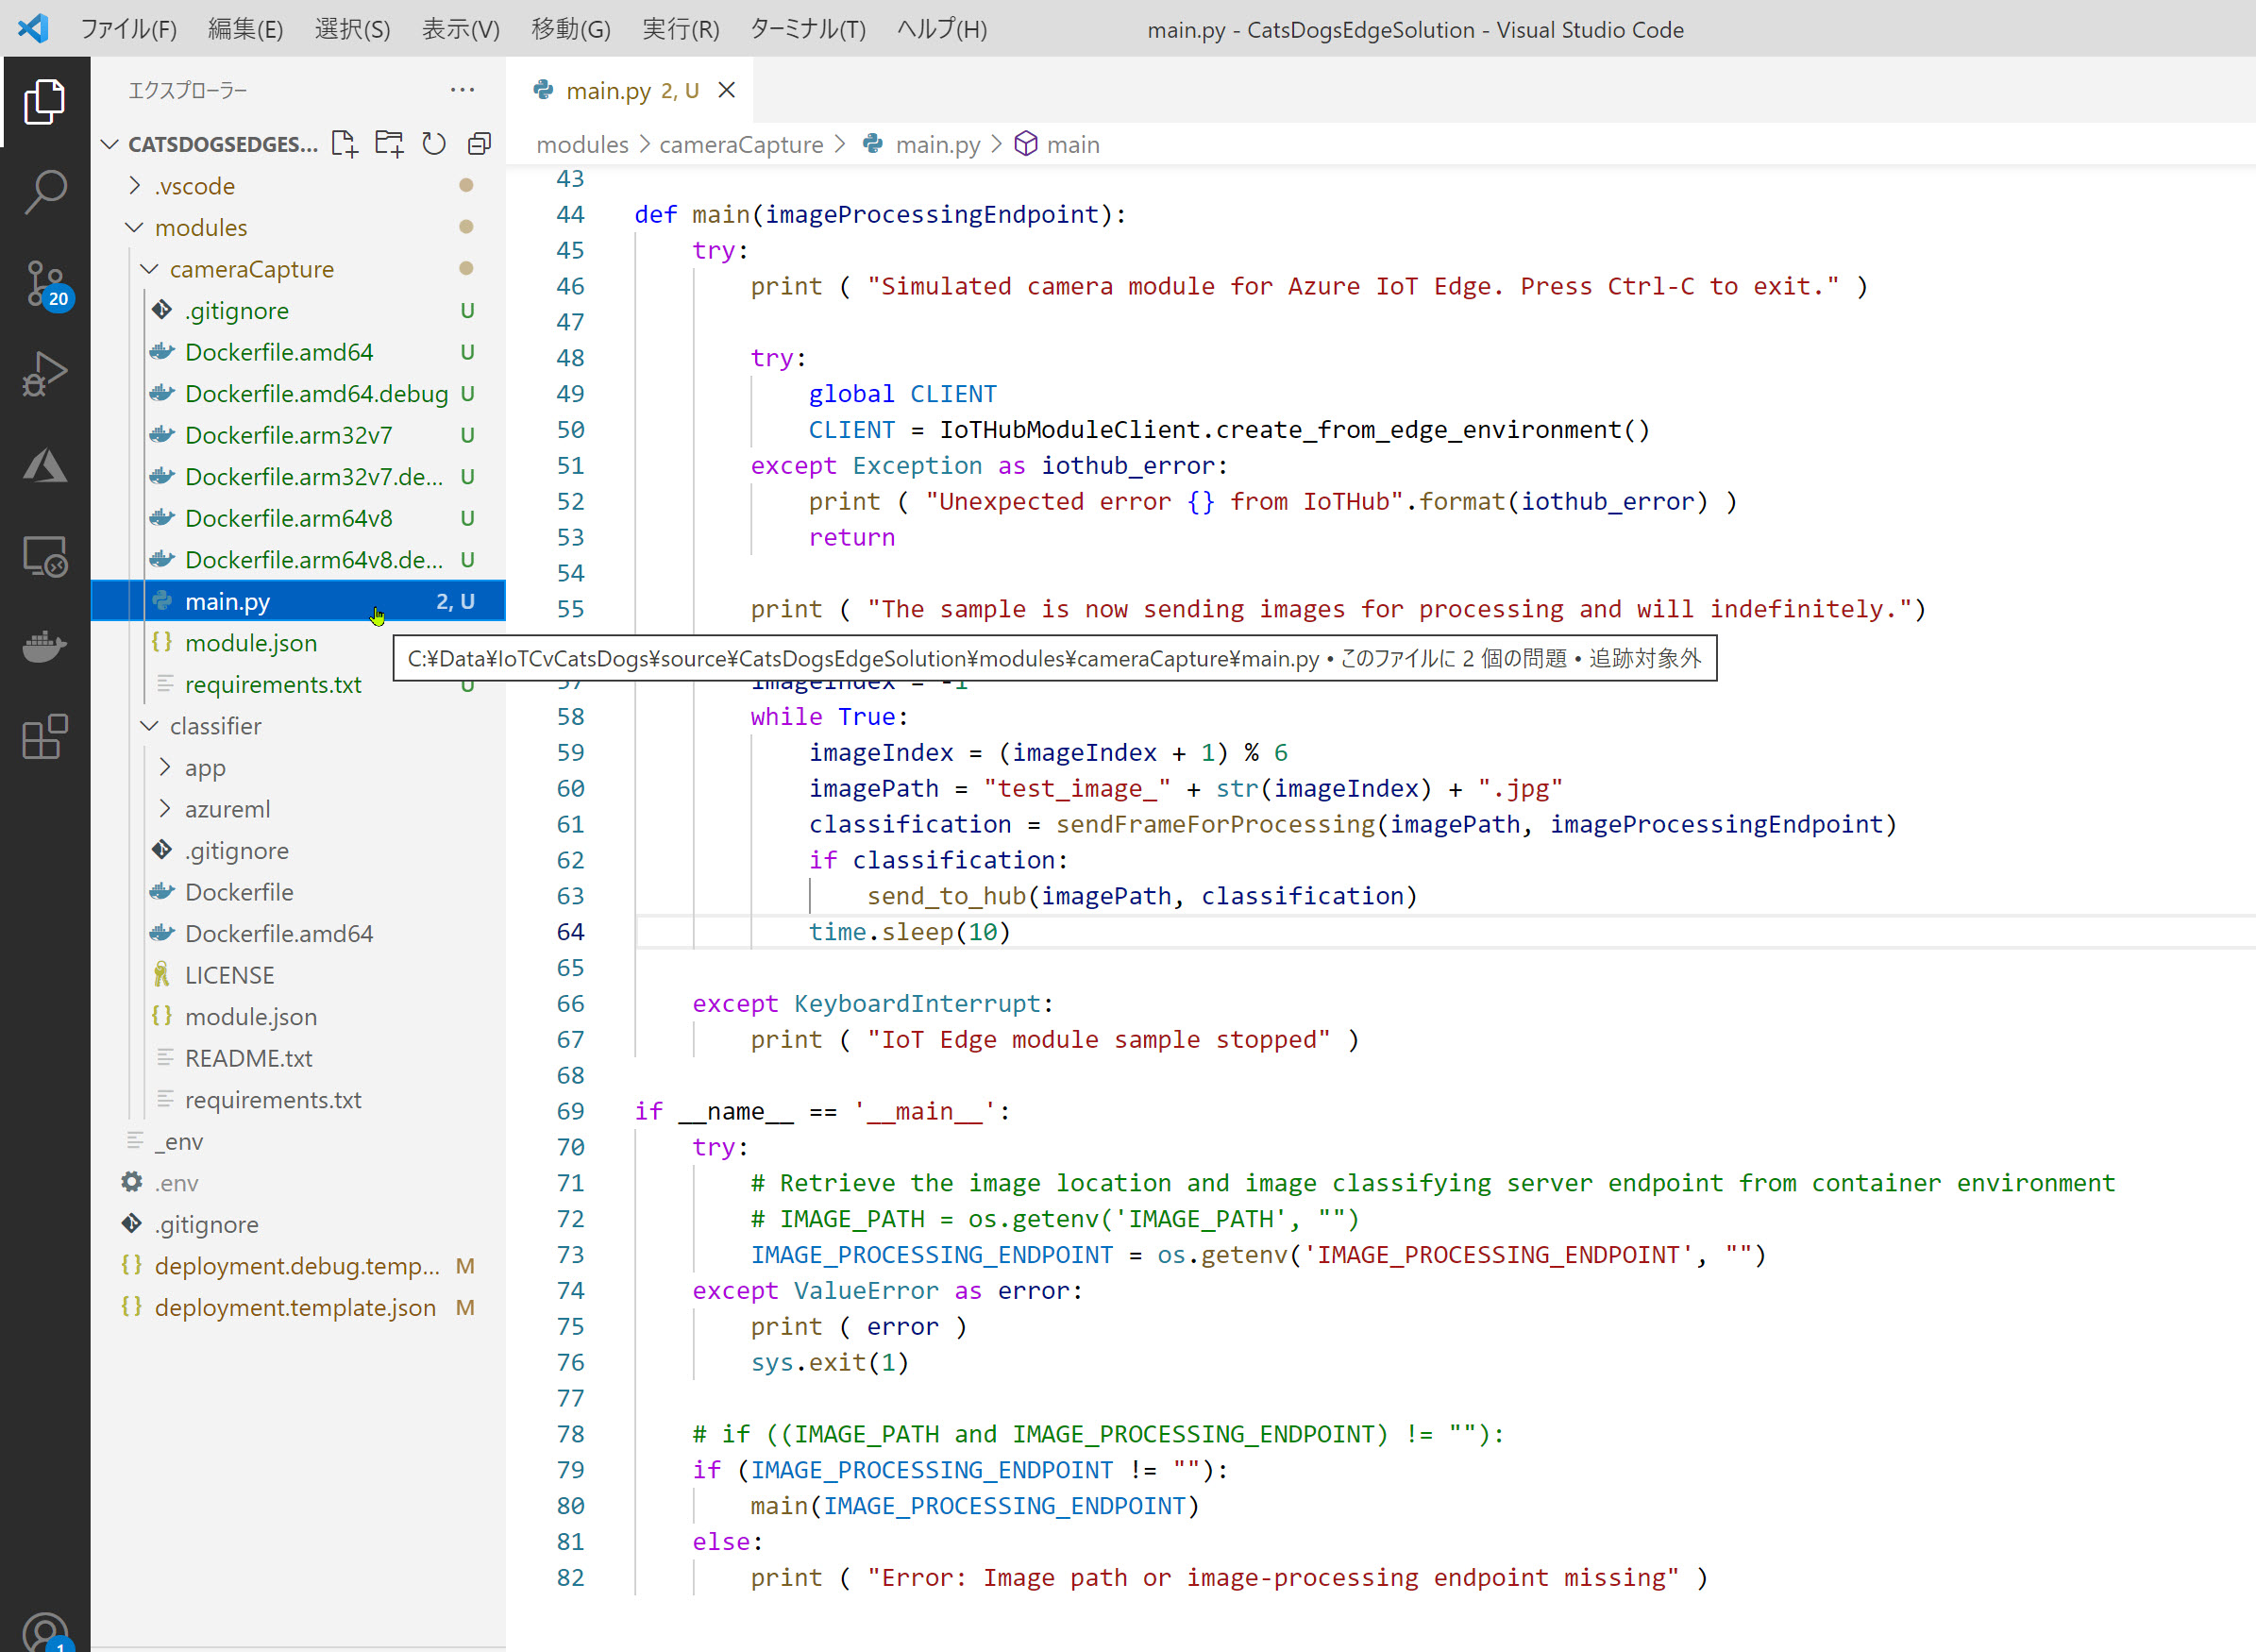 ファイル(F) 編集(E) 選択(S) 表示(V) 移動(G) 実行(R) ターミナル(T) ヘルプ(H) main.py - CatsDogsEdgeSolution - Visual Studio Code
エクスプローラー ···
CATSDOGSEDGES...
.vscode
modules
cameraCapture
.gitignore U
Dockerfile.amd64 U
Dockerfile.amd64.debug U
Dockerfile.arm32v7 U
Dockerfile.arm32v7.de... U
Dockerfile.arm64v8 U
Dockerfile.arm64v8.de... U
main.py 2, U
module.json
requirements.txt U
classifier
app
azureml
.gitignore
Dockerfile
Dockerfile.amd64
LICENSE
module.json
README.txt
requirements.txt
_env
.env
.gitignore
deployment.debug.temp... M
deployment.template.json M
20
1
main.py 2, U
modules > cameraCapture > main.py > main
43
44 def main(imageProcessingEndpoint):
45 try:
46 print ( "Simulated camera module for Azure IoT Edge. Press Ctrl-C to exit." )
47
48 try:
49 global CLIENT
50 CLIENT = IoTHubModuleClient.create_from_edge_environment()
51 except Exception as iothub_error:
52 print ( "Unexpected error {} from IoTHub".format(iothub_error) )
53 return
54
55 print ( "The sample is now sending images for processing and will indefinitely.")
C:¥Data¥IoTCvCatsDogs¥source¥CatsDogsEdgeSolution¥modules¥cameraCapture¥main.py • このファイルに 2 個の問題 • 追跡対象外
57 imageIndex = -1
58 while True:
59 imageIndex = (imageIndex + 1) % 6
60 imagePath = "test_image_" + str(imageIndex) + ".jpg"
61 classification = sendFrameForProcessing(imagePath, imageProcessingEndpoint)
62 if classification:
63 send_to_hub(imagePath, classification)
64 time.sleep(10)
65
66 except KeyboardInterrupt:
67 print ( "IoT Edge module sample stopped" )
68
69 if __name__ == '__main__':
70 try:
71 # Retrieve the image location and image classifying server endpoint from container environment
72 # IMAGE_PATH = os.getenv('IMAGE_PATH', "")
73 IMAGE_PROCESSING_ENDPOINT = os.getenv('IMAGE_PROCESSING_ENDPOINT', "")
74 except ValueError as error:
75 print ( error )
76 sys.exit(1)
77
78 # if ((IMAGE_PATH and IMAGE_PROCESSING_ENDPOINT) != ""):
79 if (IMAGE_PROCESSING_ENDPOINT != ""):
80 main(IMAGE_PROCESSING_ENDPOINT)
81 else:
82 print ( "Error: Image path or image-processing endpoint missing" )